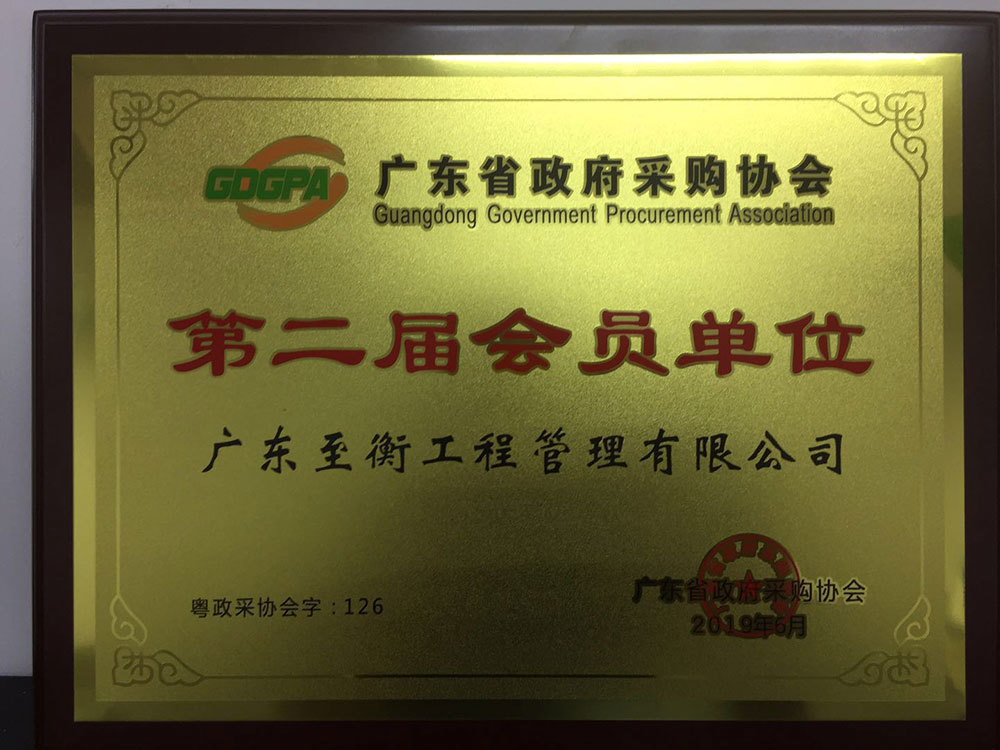 GDGPA
广东省政府采购协会
Guangdong Government Procurement Association
第二届会员单位
广东至衡工程管理有限公司
粤政采协会字：126
广东省政府采购协会
2019年6月